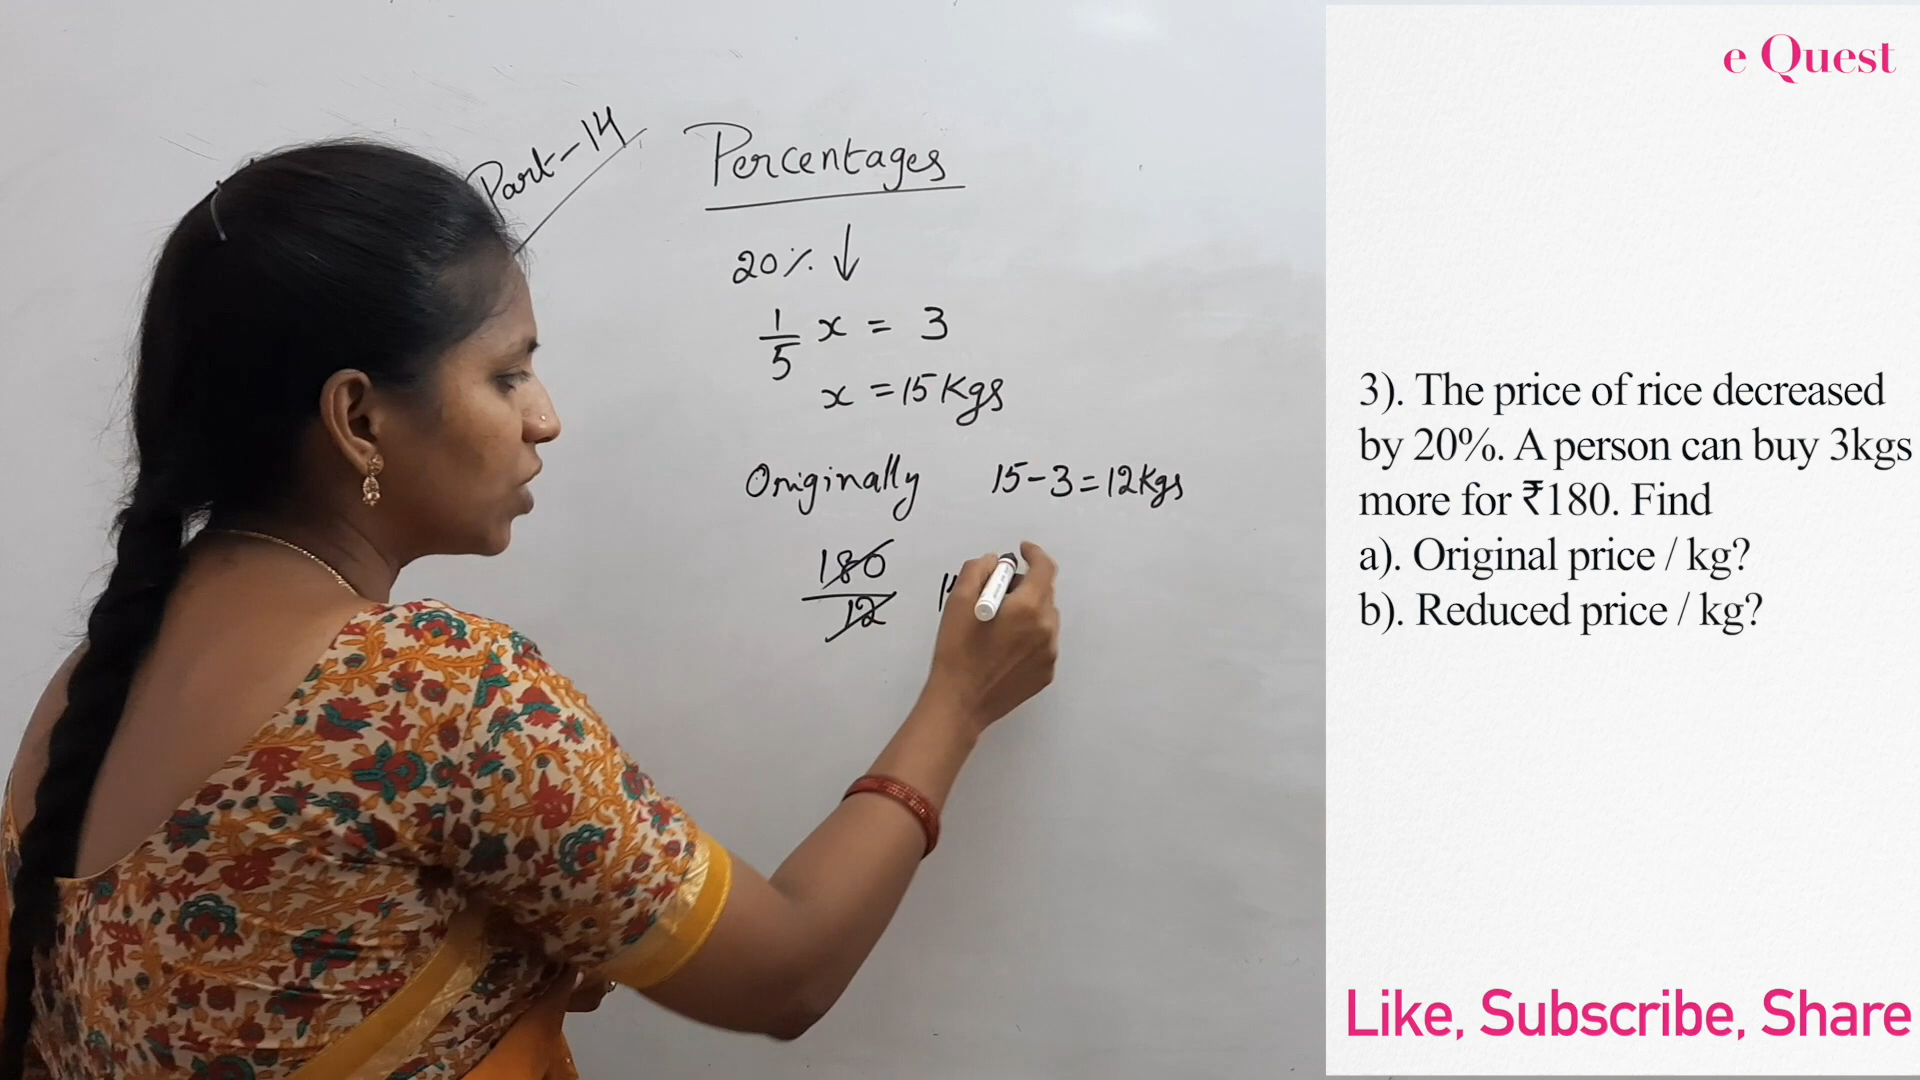 Part-14
Percentages
20% ↓
1/5 x = 3
x = 15 Kgs
Originally 15-3=12Kgs
180
12
e Quest
3). The price of rice decreased
by 20%. A person can buy 3kgs
more for ₹180. Find
a). Original price / kg?
b). Reduced price / kg?
Like, Subscribe, Share